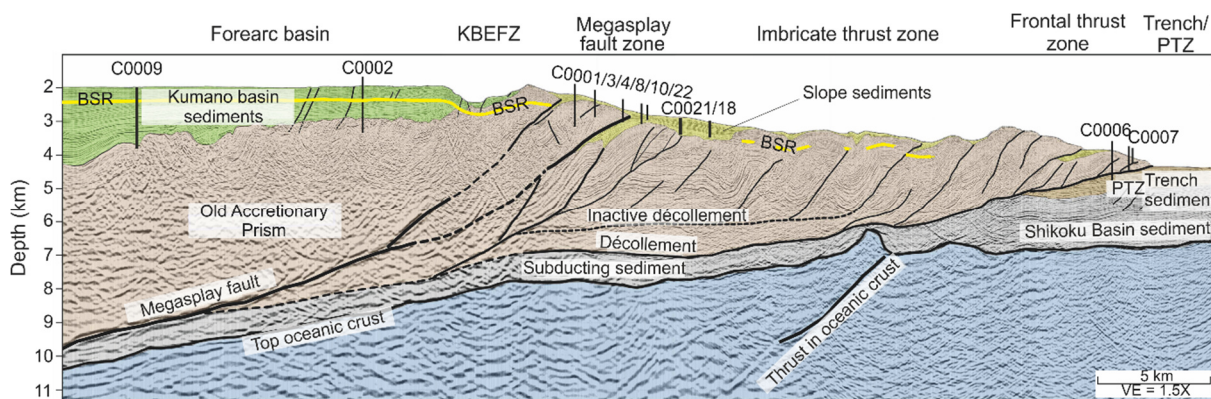 Forearc basin
KBEFZ
Megasplay
fault zone
Imbricate thrust zone
Frontal thrust
zone
Trench/
PTZ
C0009
C0002
C0001/3/4/8/10/22
C0021/18
Slope sediments
C0006
C0007
BSR
Kumano basin
sediments
BSR
BSR
Old Accretionary
Prism
Inactive décollement
Décollement
Subducting sediment
Megasplay fault
Top oceanic crust
Thrust in oceanic crust
PTZ
Trench
sedimen
Shikoku Basin sediment
Depth (km)
2
3
4
5
6
7
8
9
10
11
5 km
VE = 1.5X